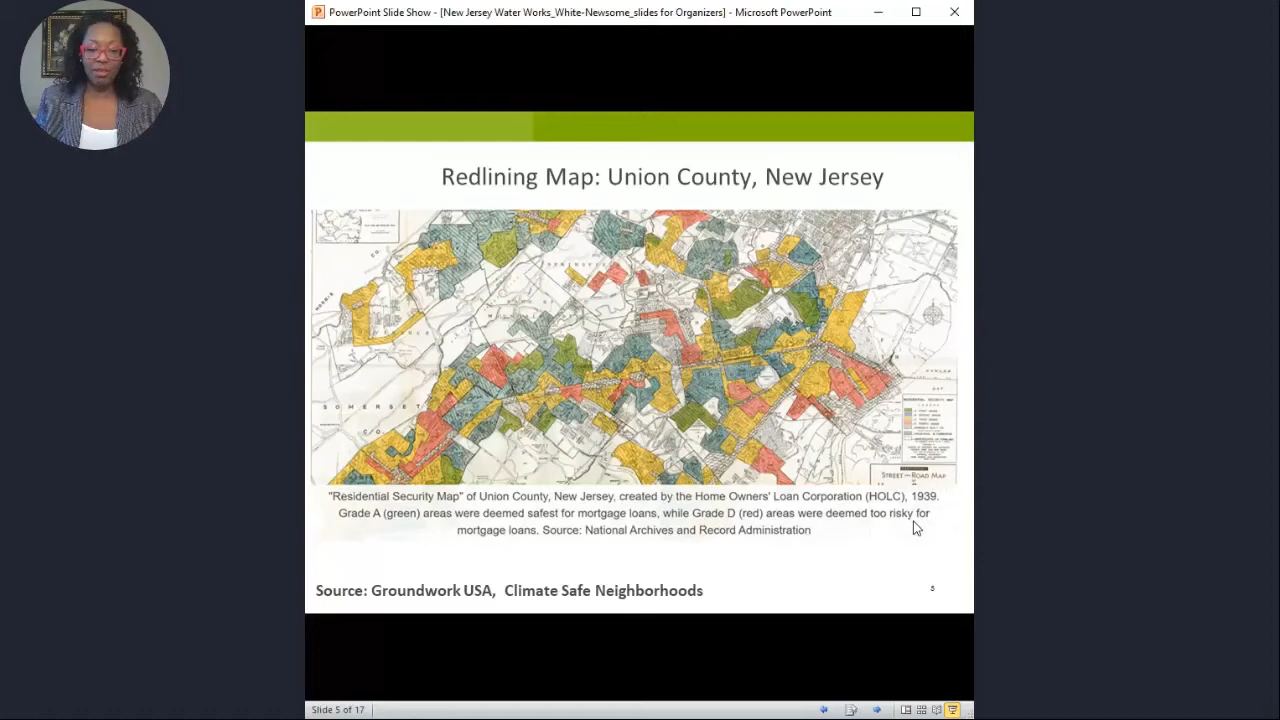 PowerPoint Slide Show - [New Jersey Water Works_White-Newsome_slides for Organizers] - Microsoft PowerPoint
Redlining Map: Union County, New Jersey
SOMERSET
STREET—ROAD MAP
"Residential Security Map" of Union County, New Jersey, created by the Home Owners' Loan Corporation (HOLC), 1939.
Grade A (green) areas were deemed safest for mortgage loans, while Grade D (red) areas were deemed too risky for
mortgage loans. Source: National Archives and Record Administration
Source: Groundwork USA, Climate Safe Neighborhoods
5
Slide 5 of 17